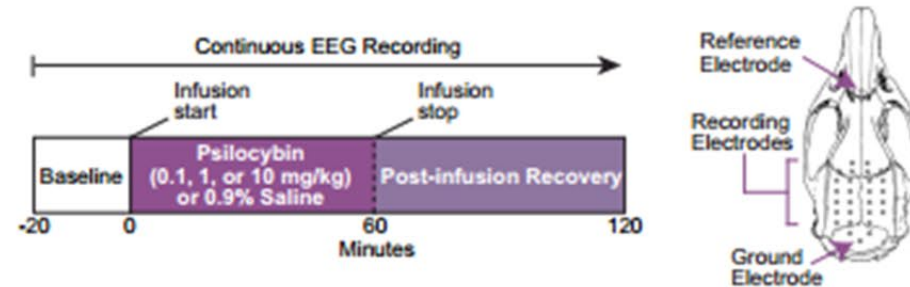 Continuous EEG Recording
Infusion
start
Infusion
stop
Baseline
Psilocybin
(0.1, 1, or 10 mg/kg)
or 0.9% Saline
Post-infusion Recovery
-20
0
60
120
Minutes
Reference
Electrode
Recording
Electrodes
Ground
Electrode